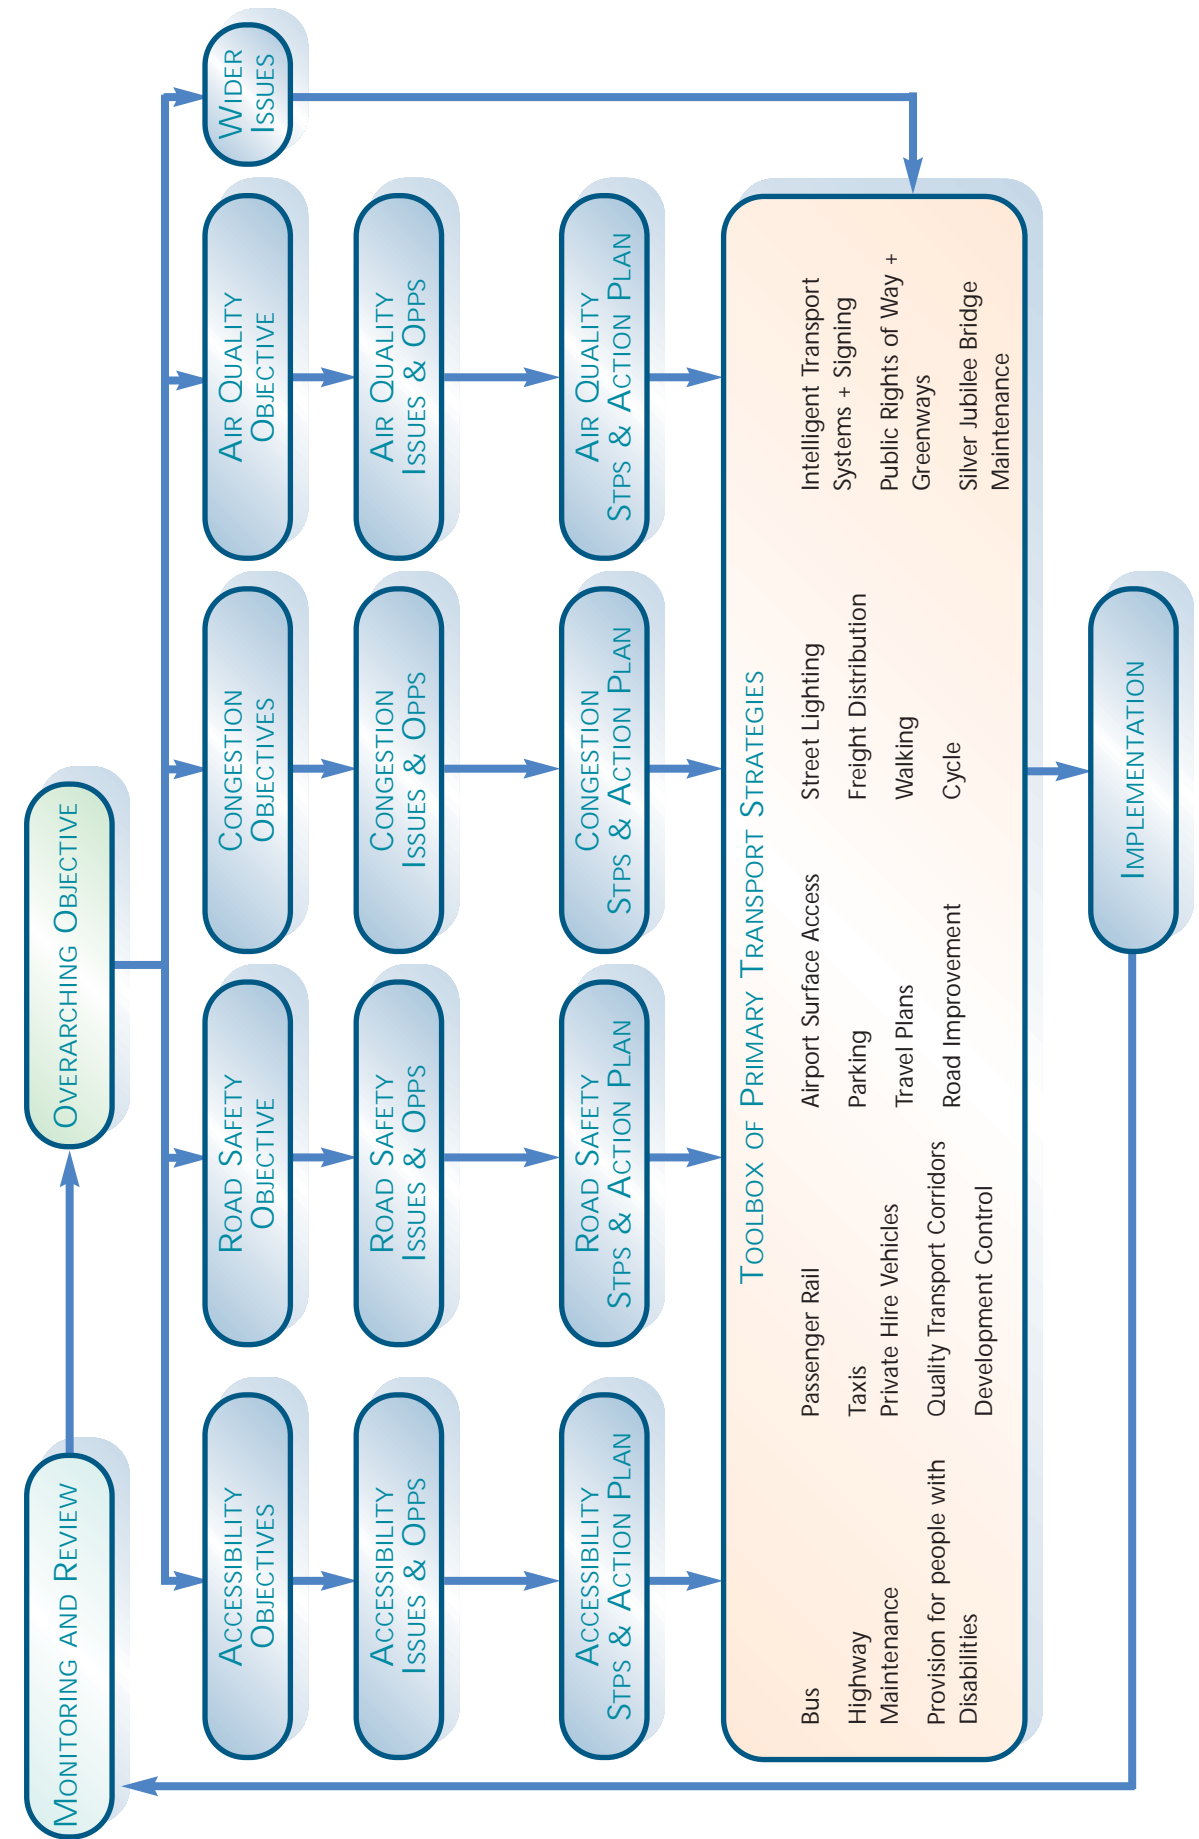 MONITORING AND REVIEW
OVERARCHING OBJECTIVE
ACCESSIBILITY
OBJECTIVES
ROAD SAFETY
OBJECTIVE
CONGESTION
OBJECTIVES
AIR QUALITY
OBJECTIVE
WIDER
ISSUES
ACCESSIBILITY
ISSUES & OPPS
ROAD SAFETY
ISSUES & OPPS
CONGESTION
ISSUES & OPPS
AIR QUALITY
ISSUES & OPPS
ACCESSIBILITY
STPS & ACTION PLAN
ROAD SAFETY
STPS & ACTION PLAN
CONGESTION
STPS & ACTION PLAN
AIR QUALITY
STPS & ACTION PLAN
TOOLBOX OF PRIMARY TRANSPORT STRATEGIES
Bus
Highway
Maintenance
Provision for people with
Disabilities
Passenger Rail
Taxis
Private Hire Vehicles
Quality Transport Corridors
Development Control
Airport Surface Access
Parking
Travel Plans
Road Improvement
Street Lighting
Freight Distribution
Walking
Cycle
Intelligent Transport
Systems + Signing
Public Rights of Way +
Greenways
Silver Jubilee Bridge
Maintenance
IMPLEMENTATION